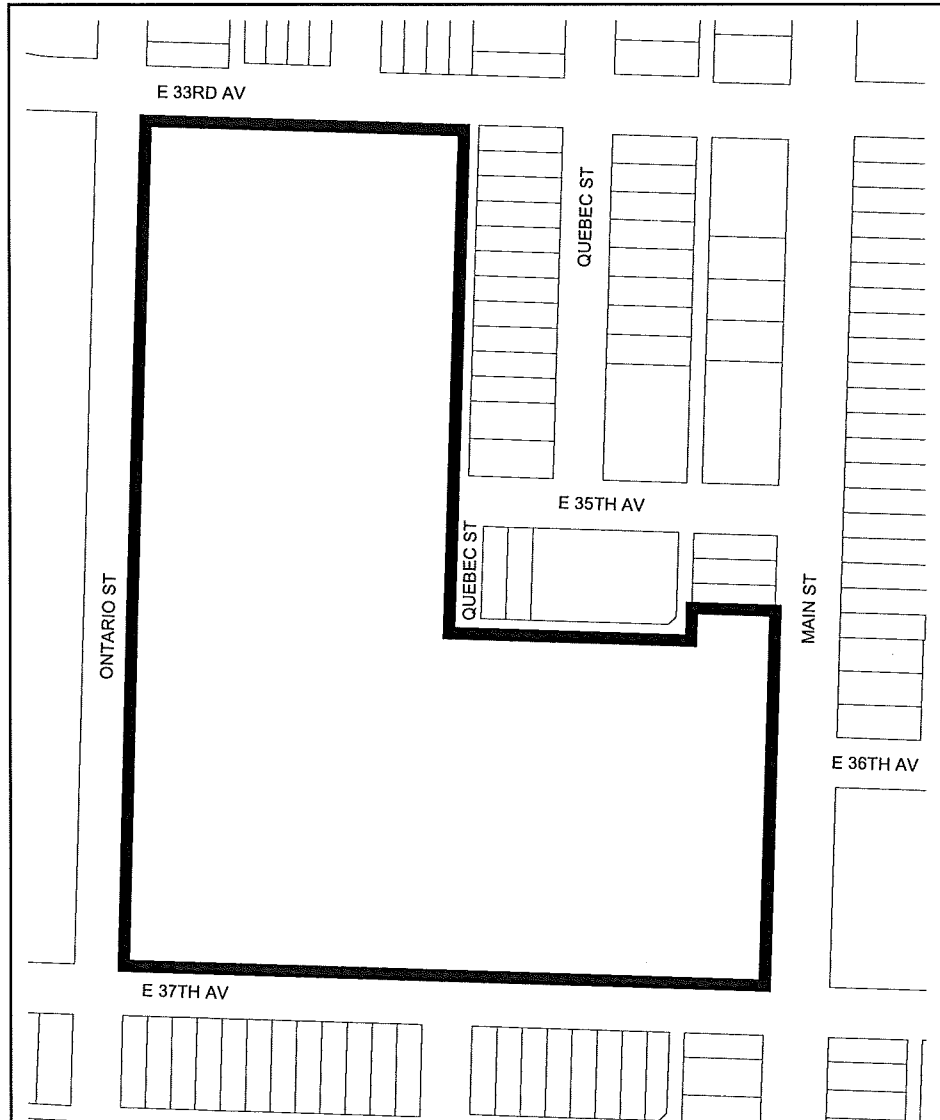 E 33RD AV
QUEBEC ST
E 35TH AV
QUEBEC ST
ONTARIO ST
MAIN ST
E 36TH AV
E 37TH AV